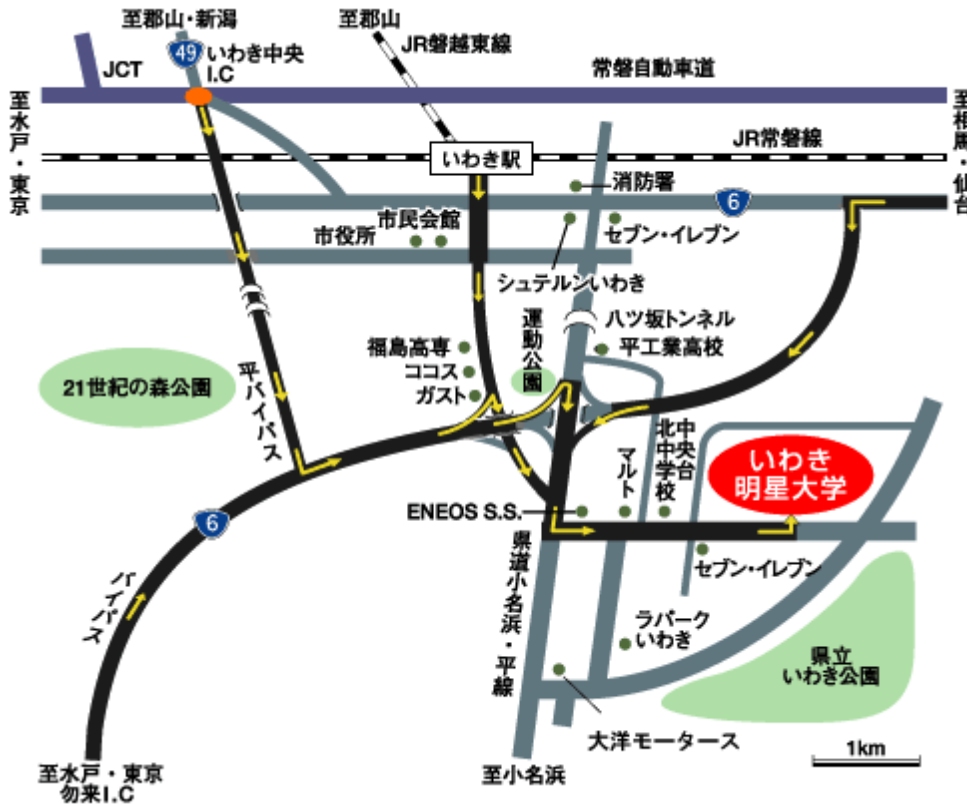 至郡山・新潟
至郡山
49
いわき中央
I.C
JR磐越東線
JCT
常磐自動車道
至水戸・東京
至相馬・仙台
JR常磐線
いわき駅
消防署
6
市民会館
市役所
セブン・イレブン
シュテルンいわき
運動公園
八ツ坂トンネル
平工業高校
福島高専
ココス
ガスト
21世紀の森公園
平バイパス
中央台
北中学校
マルト
いわき
明星大学
ENEOS S.S.
6
県道小名浜・平線
セブン・イレブン
バイパス
ラパーク
いわき
県立
いわき公園
大洋モータース
1km
至水戸・東京
勿来I.C
至小名浜